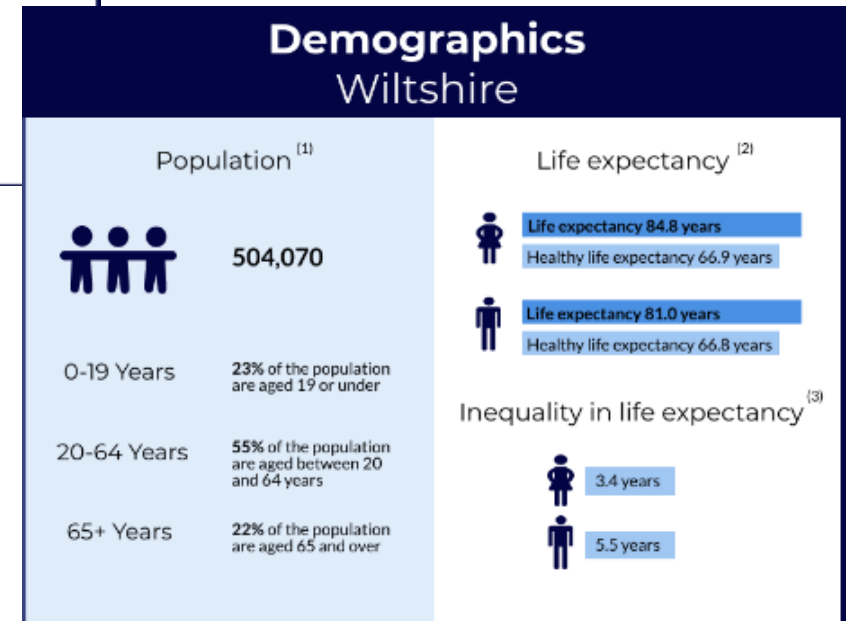 Demographics
Wiltshire
Population (1)
504,070
0-19 Years
23% of the population
are aged 19 or under
20-64 Years
55% of the population
are aged between 20
and 64 years
65+ Years
22% of the population
are aged 65 and over
Life expectancy (2)
Life expectancy 84.8 years
Healthy life expectancy 66.9 years
Life expectancy 81.0 years
Healthy life expectancy 66.8 years
Inequality in life expectancy (3)
3.4 years
5.5 years